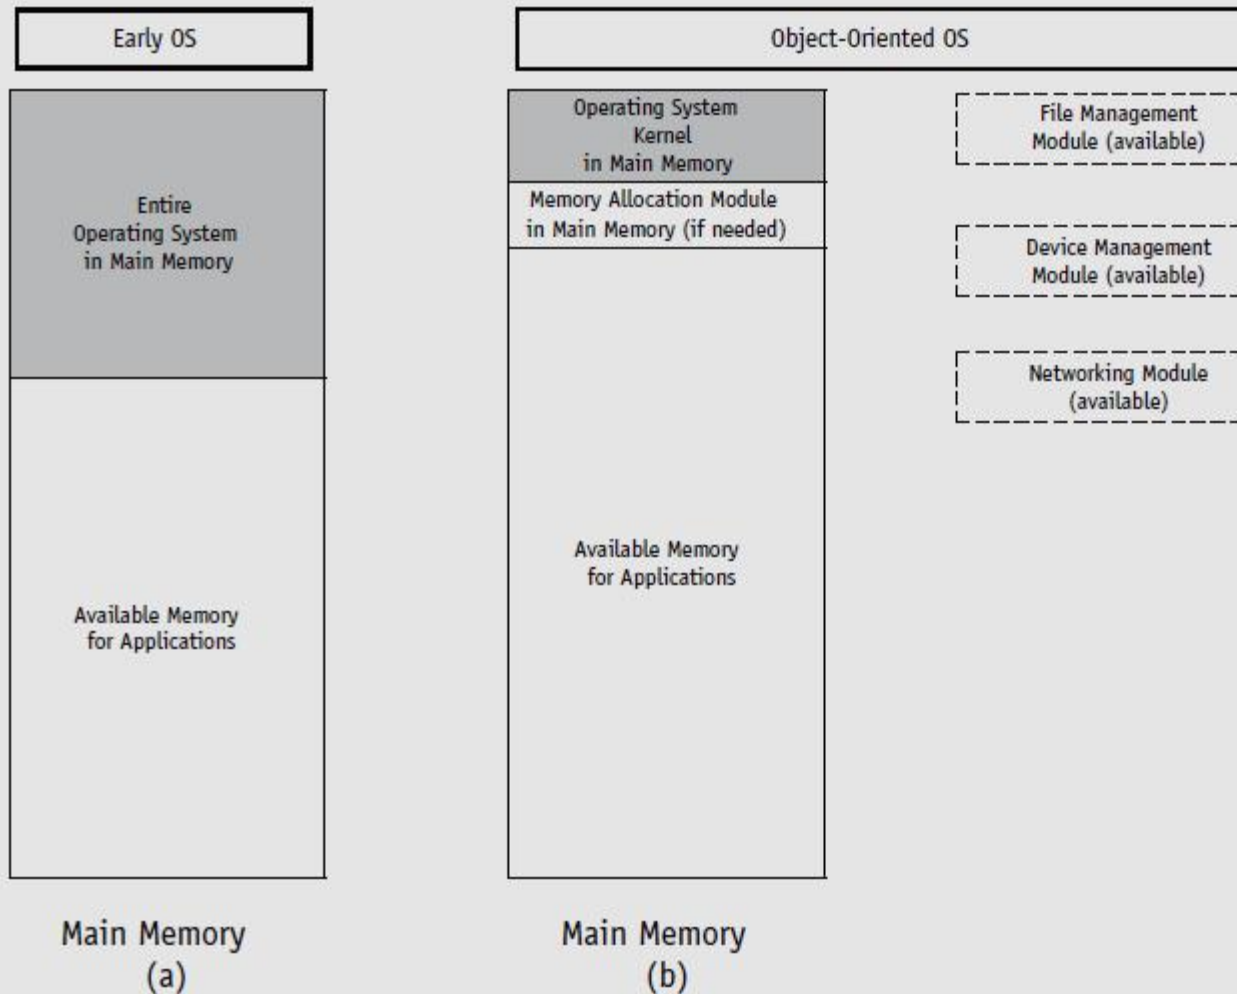 Early OS
Object-Oriented OS
Entire
Operating System
in Main Memory
Available Memory
for Applications
Main Memory
(a)
Operating System
Kernel
in Main Memory
Memory Allocation Module
in Main Memory (if needed)
Available Memory
for Applications
Main Memory
(b)
File Management
Module (available)
Device Management
Module (available)
Networking Module
(available)